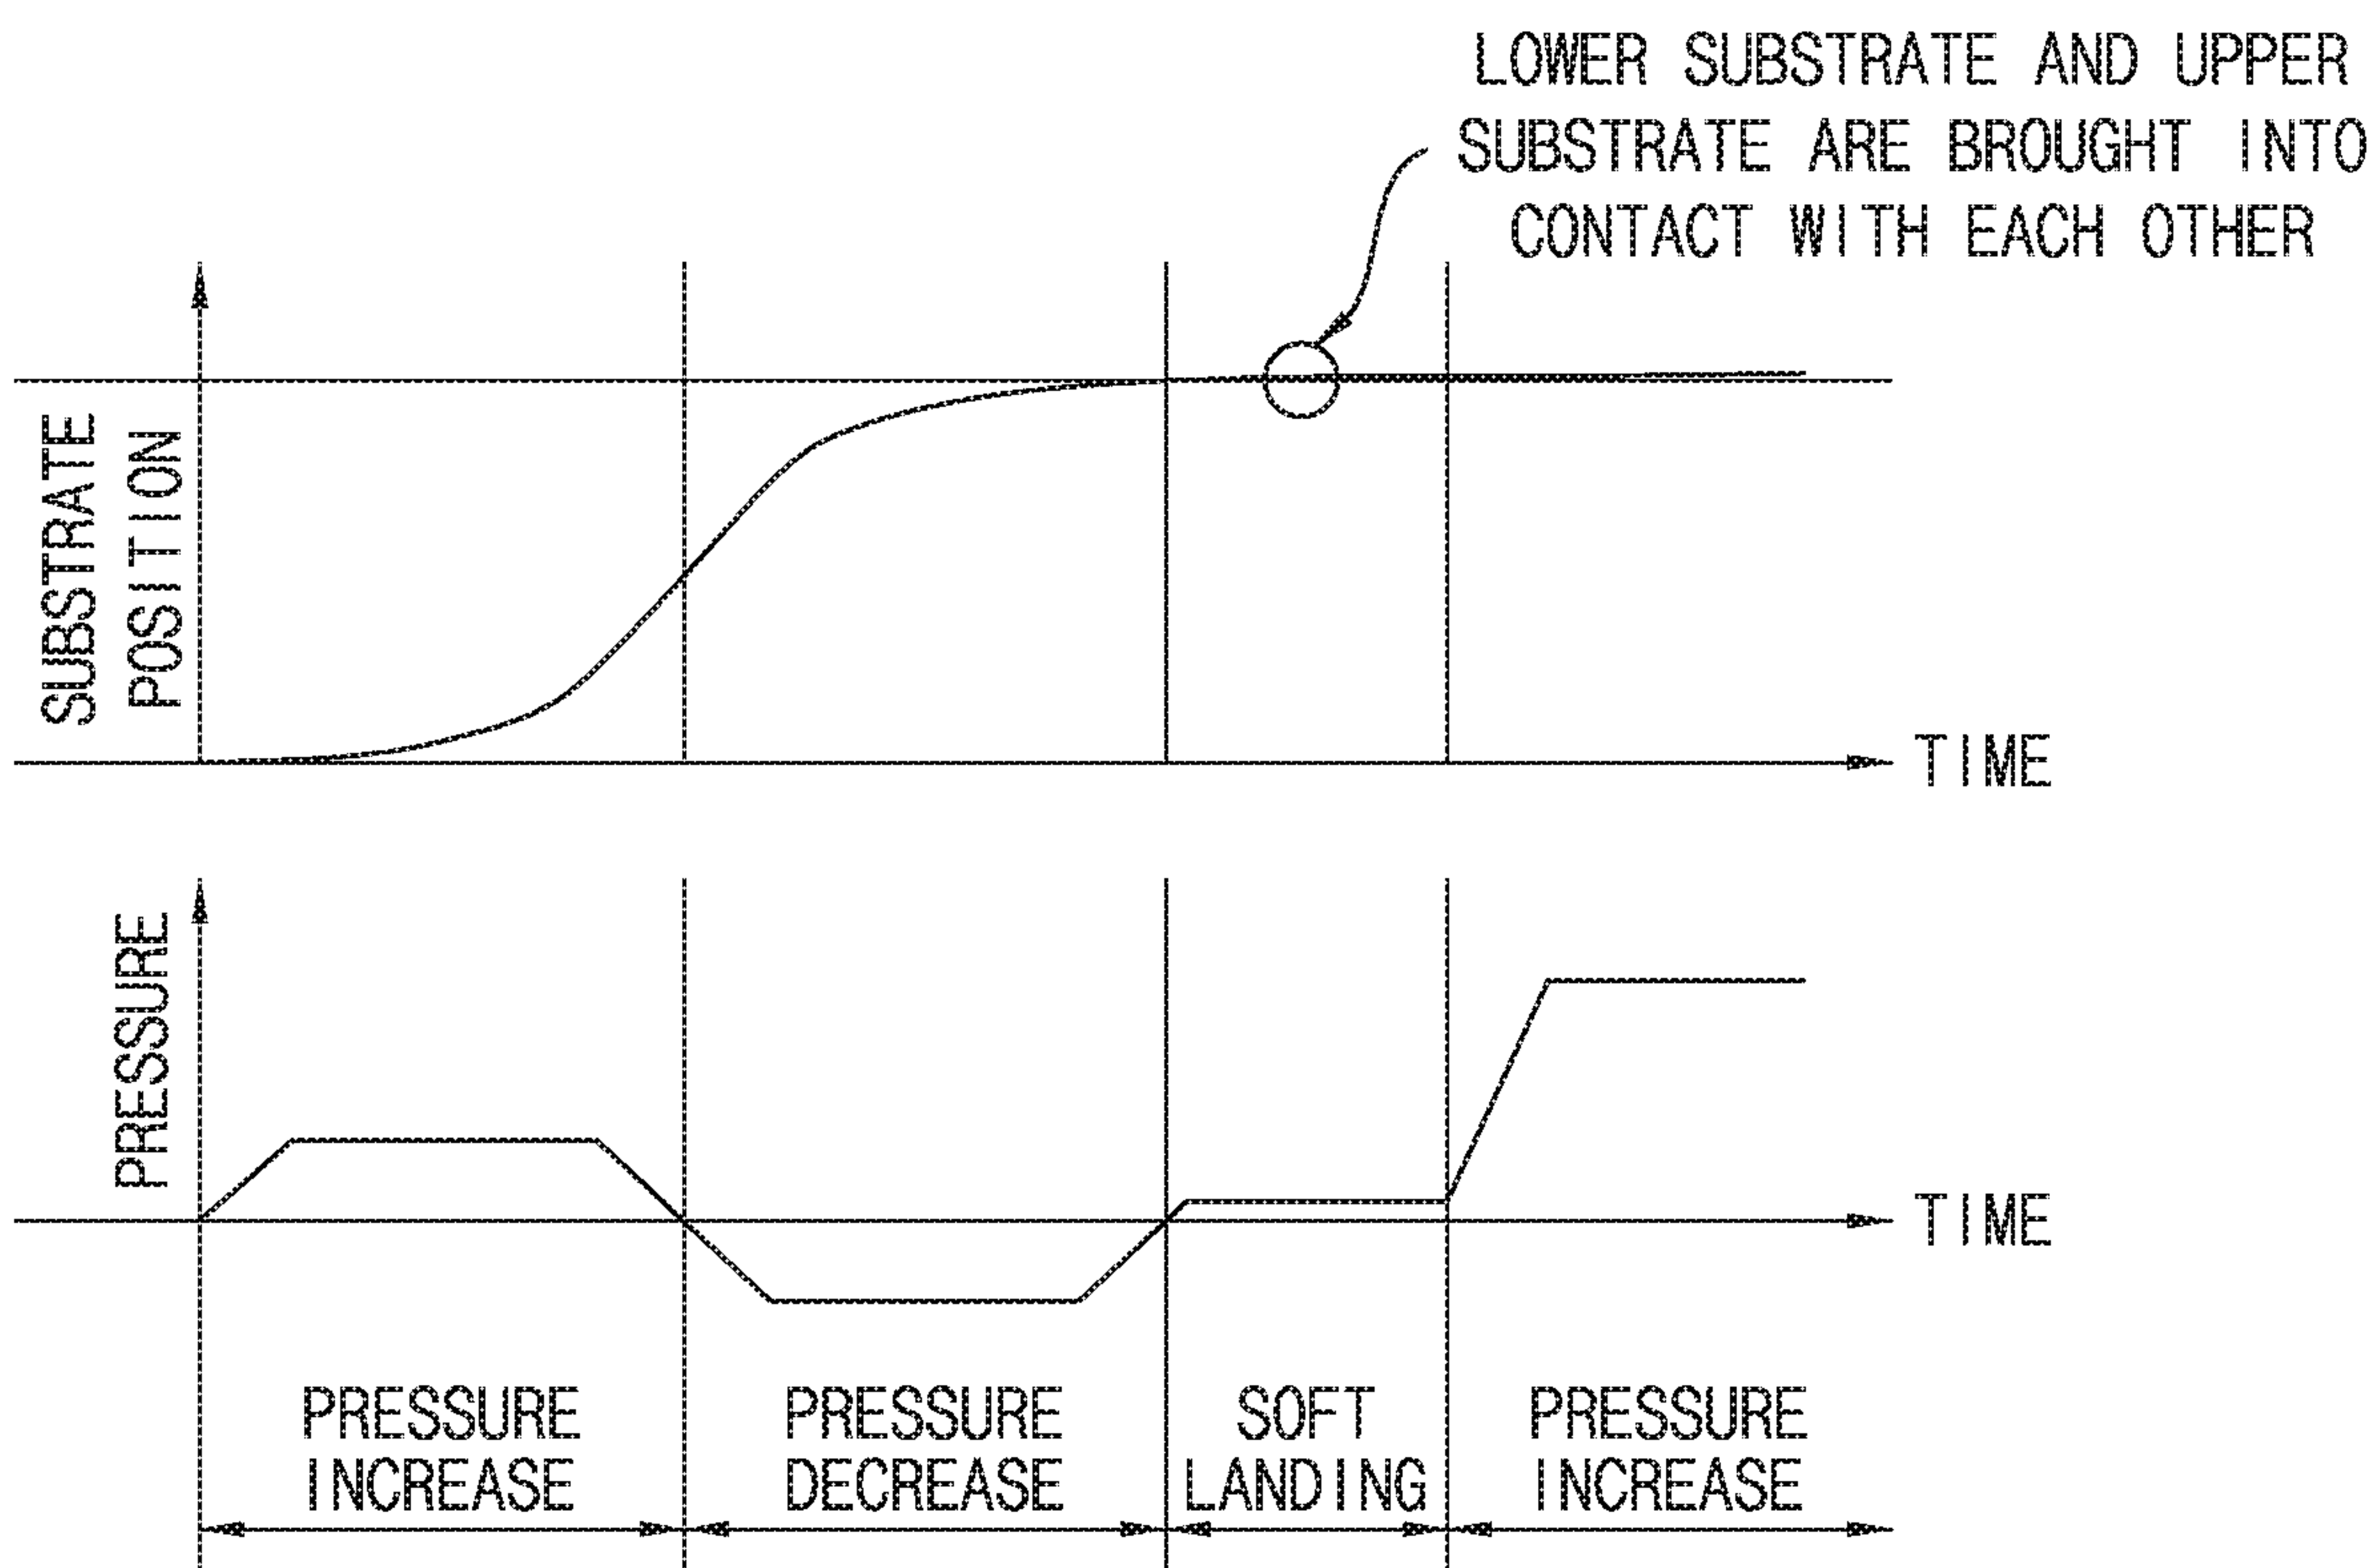 LOWER SUBSTRATE AND UPPER
SUBSTRATE ARE BROUGHT INTO
CONTACT WITH EACH OTHER
SUBSTRATE
POSITION
TIME
PRESSURE
TIME
PRESSURE
INCREASE
PRESSURE
DECREASE
SOFT
LANDING
PRESSURE
INCREASE